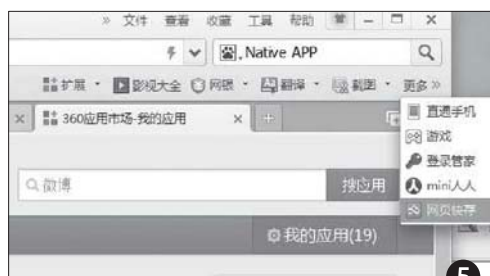 » 文件 查看 收藏 工具 帮助
, Native APP
扩展 影视大全 网银 翻译 截图 更多 »
360应用市场-我的应用 × +
直通手机
游戏
登录管家
mini人人
网页快存
微博 搜应用
我的应用(19)
5